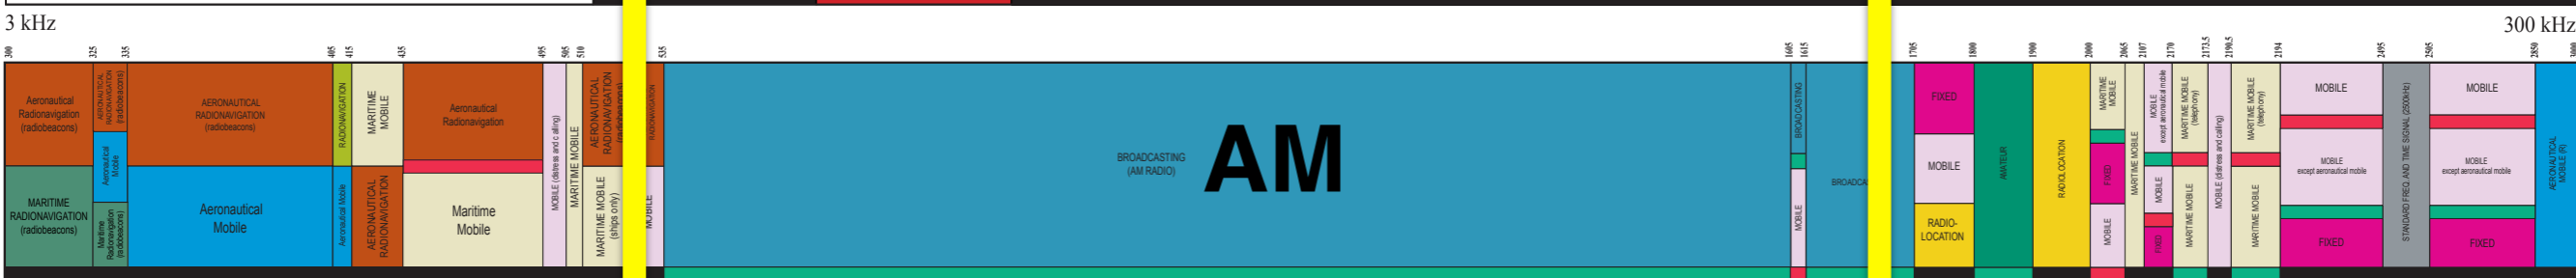 3 kHz
300 kHz
300
325
335
405
415
435
495
505
510
535
1605
1615
1705
1800
1900
2000
2065
2107
2170
2173.5
2190.5
2194
2495
2505
2850
3000
Aeronautical
Radionavigation
(radiobeacons)
MARITIME
RADIONAVIGATION
(radiobeacons)
AERONAUTICAL
RADIONAVIGATION
(radiobeacons)
Aeronautical
Mobile
Maritime
Radionavigation
(radiobeacons)
AERONAUTICAL
RADIONAVIGATION
(radiobeacons)
Aeronautical
Mobile
RADIONAVIGATION
Aeronautical Mobile
MARITIME
MOBILE
AERONAUTICAL
RADIONAVIGATION
Aeronautical
Radionavigation
Maritime
Mobile
MOBILE (distress and calling)
MARITIME MOBILE
AERONAUTICAL
RADIONAVIGATION
(radiobeacons)
MARITIME MOBILE
(ships only)
RADIONAVIGATION
MOBILE
BROADCASTING
(AM RADIO)
AM
BROADCASTING
MOBILE
BROADCA
FIXED
MOBILE
RADIO-
LOCATION
AMATEUR
RADIOLOCATION
MARITIME
MOBILE
FIXED
MOBILE
MARITIME MOBILE
MOBILE
except aeronautical mobile
MOBILE
FIXED
MARITIME MOBILE
(telephony)
MARITIME MOBILE
MOBILE (distress and calling)
MARITIME MOBILE
(telephony)
MARITIME MOBILE
MOBILE
MOBILE
except aeronautical mobile
FIXED
STANDARD FREQ. AND TIME SIGNAL (2500kHz)
MOBILE
MOBILE
except aeronautical mobile
FIXED
AERONAUTICAL
MOBILE (R)